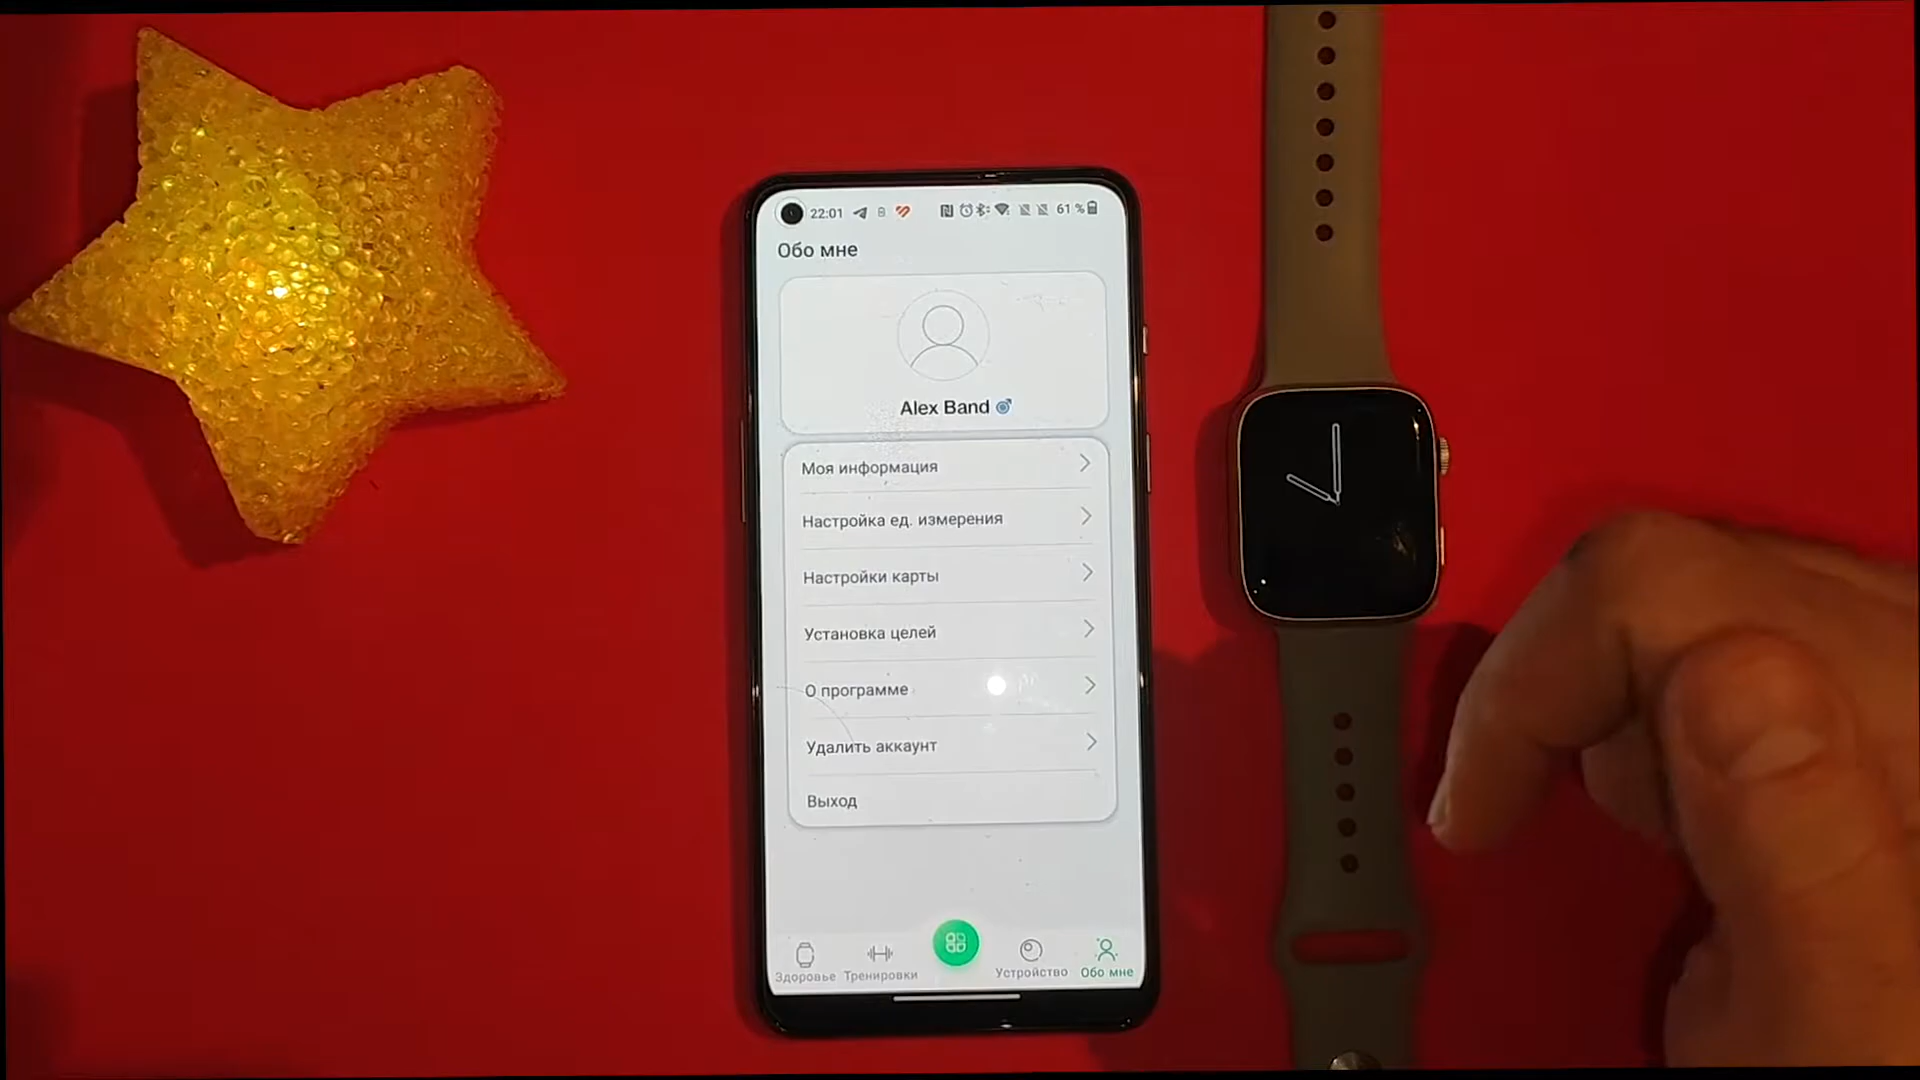 22:01 61 %
Обо мне
Alex Band
Моя информация
Настройка ед. измерения
Настройки карты
Установка целей
О программе
Удалить аккаунт
Выход
Здоровье Тренировки Устройство Обо мне